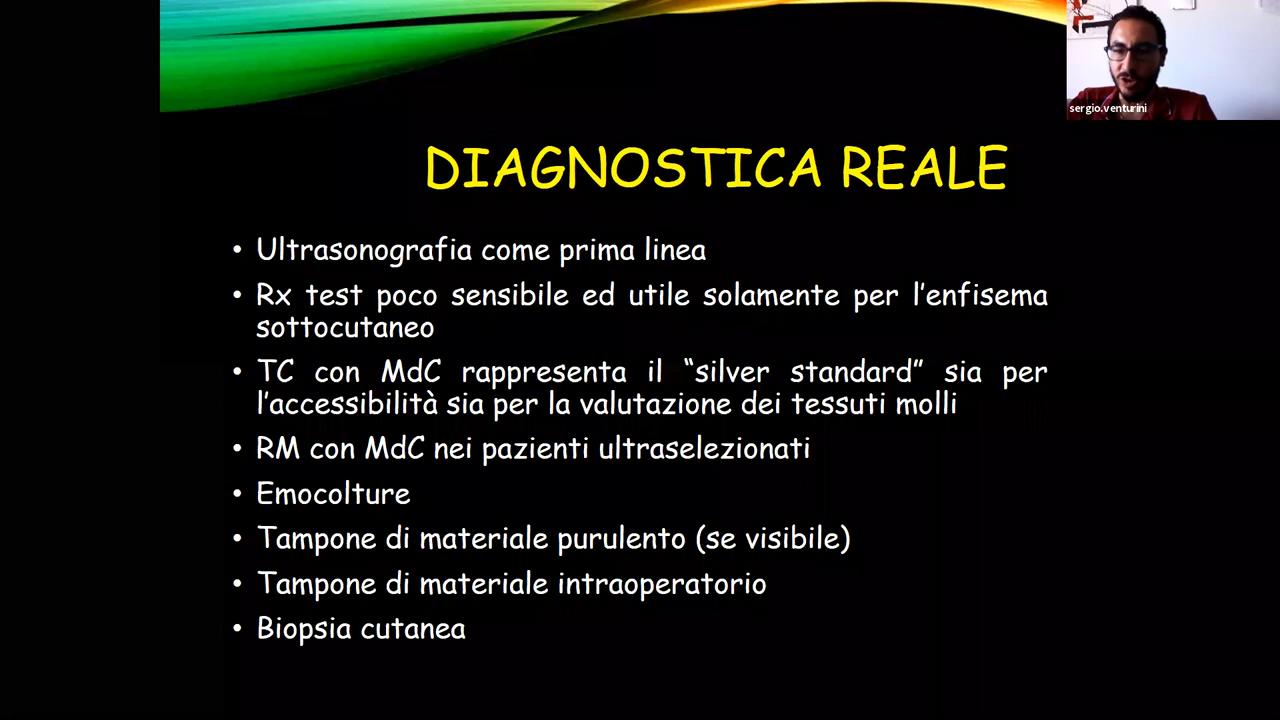 sergio.venturini
DIAGNOSTICA REALE
• Ultrasonografia come prima linea
• Rx test poco sensibile ed utile solamente per l'enfisema
sottocutaneo
• TC con MdC rappresenta il “silver standard” sia per
l'accessibilità sia per la valutazione dei tessuti molli
• RM con MdC nei pazienti ultraselezionati
• Emocolture
• Tampone di materiale purulento (se visibile)
• Tampone di materiale intraoperatorio
• Biopsia cutanea